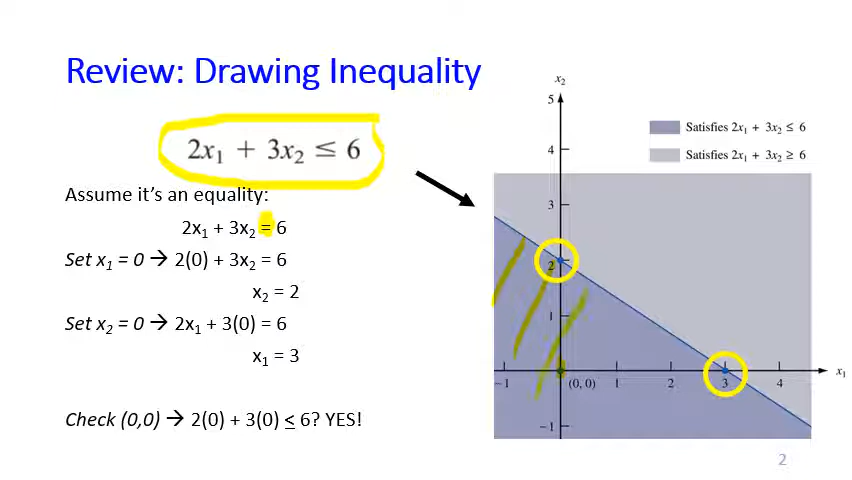 Review: Drawing Inequality
2x₁ + 3x₂ ≤ 6
Assume it's an equality:
2x₁ + 3x₂ = 6
Set x₁ = 0 → 2(0) + 3x₂ = 6
x₂ = 2
Set x₂ = 0 → 2x₁ + 3(0) = 6
x₁ = 3
Check (0,0) → 2(0) + 3(0) ≤ 6? YES!
x₂
5
4
3
2
1
−1
−1 (0, 0) 1 2 3 4 x₁
Satisfies 2x₁ + 3x₂ ≤ 6
Satisfies 2x₁ + 3x₂ ≥ 6
2